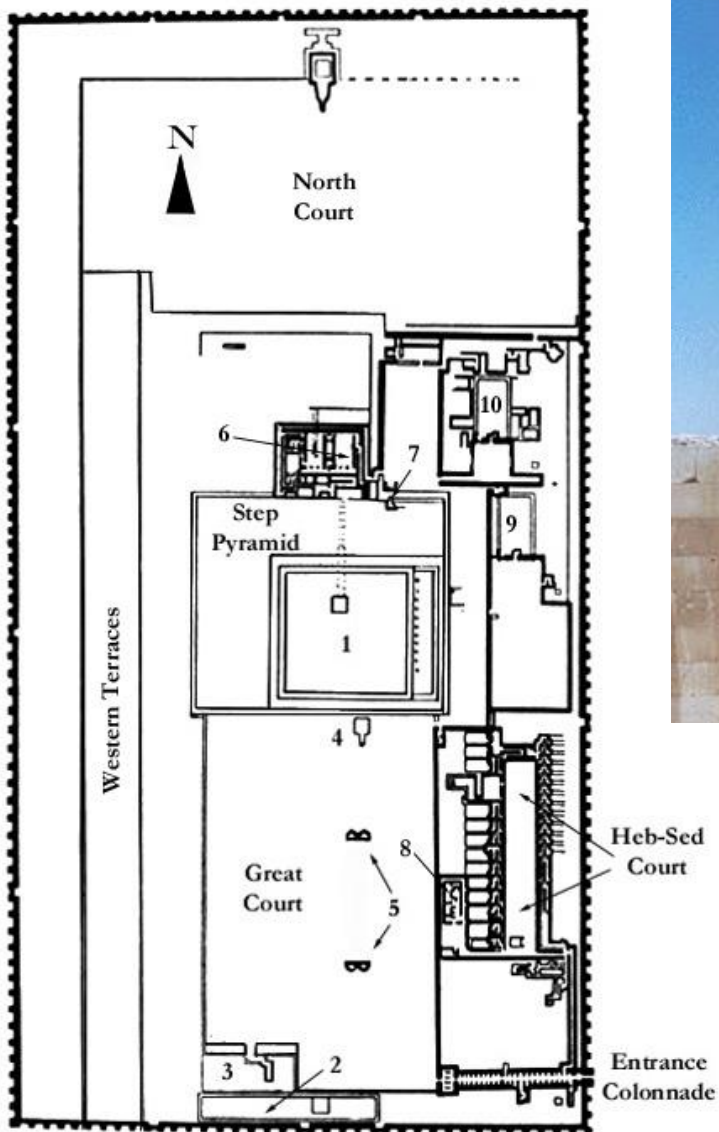 N
North
Court
10
6
7
Step
Pyramid
9
1
Western Terraces
4
Heb-Sed
Court
8
Great
Court
5
3
2
Entrance
Colonnade